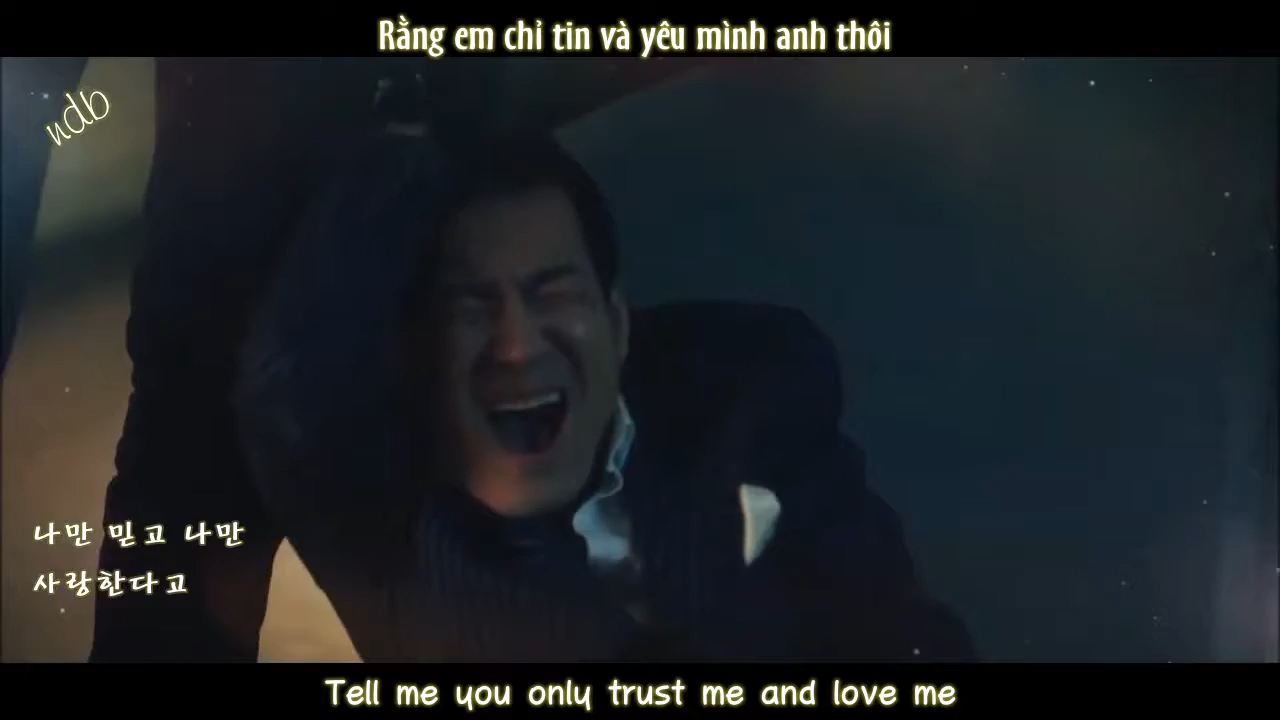 Rằng em chỉ tin và yêu mình anh thôi
ndb
나만 믿고 나만
사랑한다고
Tell me you only trust me and love me